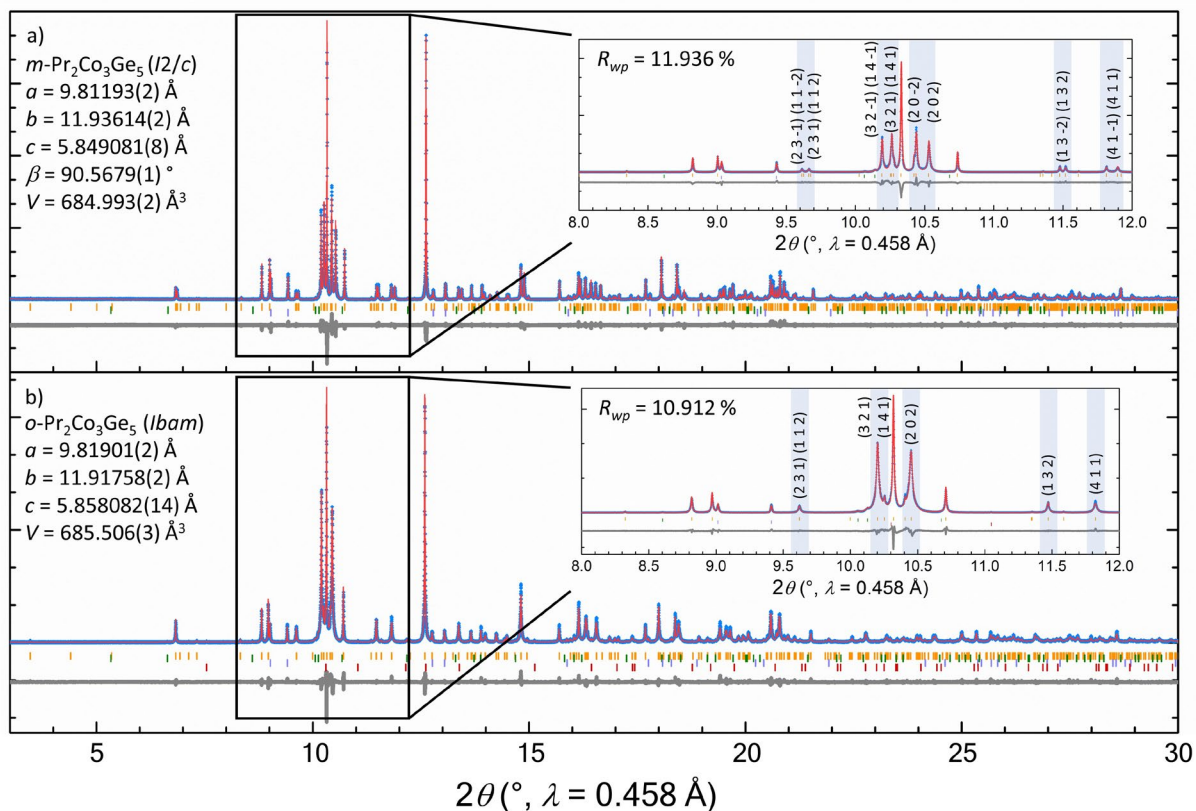 a)
m-Pr₂Co₃Ge₅ (I2/c)
a = 9.81193(2) Å
b = 11.93614(2) Å
c = 5.849081(8) Å
β = 90.5679(1) °
V = 684.993(2) Å³
R_wp = 11.936 %
(2 3 -1) (1 1 -2)
(2 3 1) (1 1 2)
(3 2 -1) (1 4 -1)
(3 2 1) (1 4 1)
(2 0 -2)
(2 0 2)
(1 3 -2) (1 3 2)
(4 1 -1) (4 1 1)
8.0 8.5 9.0 9.5 10.0 10.5 11.0 11.5 12.0
2θ (°, λ = 0.458 Å)
b)
o-Pr₂Co₃Ge₅ (Ibam)
a = 9.81901(2) Å
b = 11.91758(2) Å
c = 5.858082(14) Å
V = 685.506(3) Å³
R_wp = 10.912 %
(2 3 1) (1 1 2)
(3 2 1)
(1 4 1)
(2 0 2)
(1 3 2)
(4 1 1)
8.0 8.5 9.0 9.5 10.0 10.5 11.0 11.5 12.0
2θ (°, λ = 0.458 Å)
5 10 15 20 25 30
2θ (°, λ = 0.458 Å)